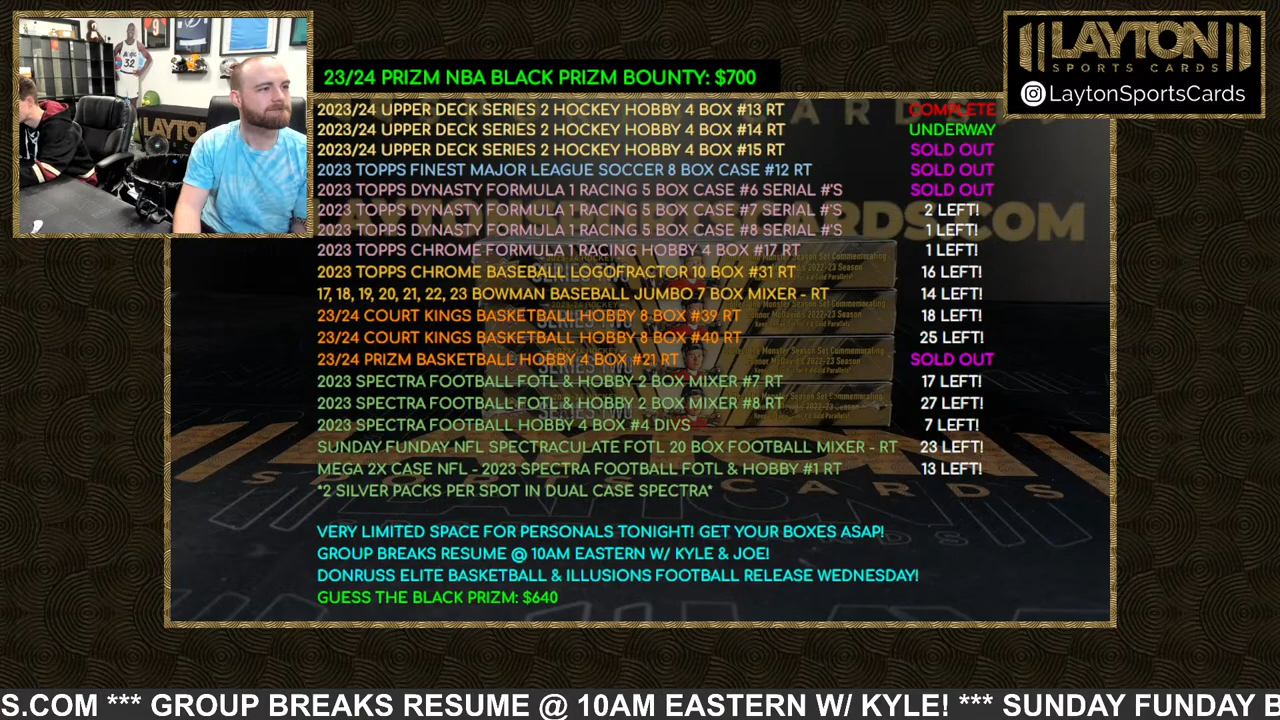 LAYTON
SPORTS CARDS
LaytonSportsCards
23/24 PRIZM NBA BLACK PRIZM BOUNTY: $700
2023/24 UPPER DECK SERIES 2 HOCKEY HOBBY 4 BOX #13 RT COMPLETE
2023/24 UPPER DECK SERIES 2 HOCKEY HOBBY 4 BOX #14 RT UNDERWAY
2023/24 UPPER DECK SERIES 2 HOCKEY HOBBY 4 BOX #15 RT SOLD OUT
2023 TOPPS FINEST MAJOR LEAGUE SOCCER 8 BOX CASE #12 RT SOLD OUT
2023 TOPPS DYNASTY FORMULA 1 RACING 5 BOX CASE #6 SERIAL #'S SOLD OUT
2023 TOPPS DYNASTY FORMULA 1 RACING 5 BOX CASE #7 SERIAL #'S 2 LEFT!
2023 TOPPS DYNASTY FORMULA 1 RACING 5 BOX CASE #8 SERIAL #'S 1 LEFT!
2023 TOPPS CHROME FORMULA 1 RACING HOBBY 4 BOX #17 RT 1 LEFT!
2023 TOPPS CHROME BASEBALL LOGOFRACTOR 10 BOX #31 RT 16 LEFT!
17, 18, 19, 20, 21, 22, 23 BOWMAN BASEBALL JUMBO 7 BOX MIXER - RT 14 LEFT!
23/24 COURT KINGS BASKETBALL HOBBY 8 BOX #39 RT 18 LEFT!
23/24 COURT KINGS BASKETBALL HOBBY 8 BOX #40 RT 25 LEFT!
23/24 PRIZM BASKETBALL HOBBY 4 BOX #21 RT SOLD OUT
2023 SPECTRA FOOTBALL FOTL & HOBBY 2 BOX MIXER #7 RT 17 LEFT!
2023 SPECTRA FOOTBALL FOTL & HOBBY 2 BOX MIXER #8 RT 27 LEFT!
2023 SPECTRA FOOTBALL HOBBY 4 BOX #4 DIVS 7 LEFT!
SUNDAY FUNDAY NFL SPECTRACULATE FOTL 20 BOX FOOTBALL MIXER - RT 23 LEFT!
MEGA 2X CASE NFL - 2023 SPECTRA FOOTBALL FOTL & HOBBY #1 RT 13 LEFT!
*2 SILVER PACKS PER SPOT IN DUAL CASE SPECTRA*
VERY LIMITED SPACE FOR PERSONALS TONIGHT! GET YOUR BOXES ASAP!
GROUP BREAKS RESUME @ 10AM EASTERN W/ KYLE & JOE!
DONRUSS ELITE BASKETBALL & ILLUSIONS FOOTBALL RELEASE WEDNESDAY!
GUESS THE BLACK PRIZM: $640
S.COM *** GROUP BREAKS RESUME @ 10AM EASTERN W/ KYLE! *** SUNDAY FUNDAY B